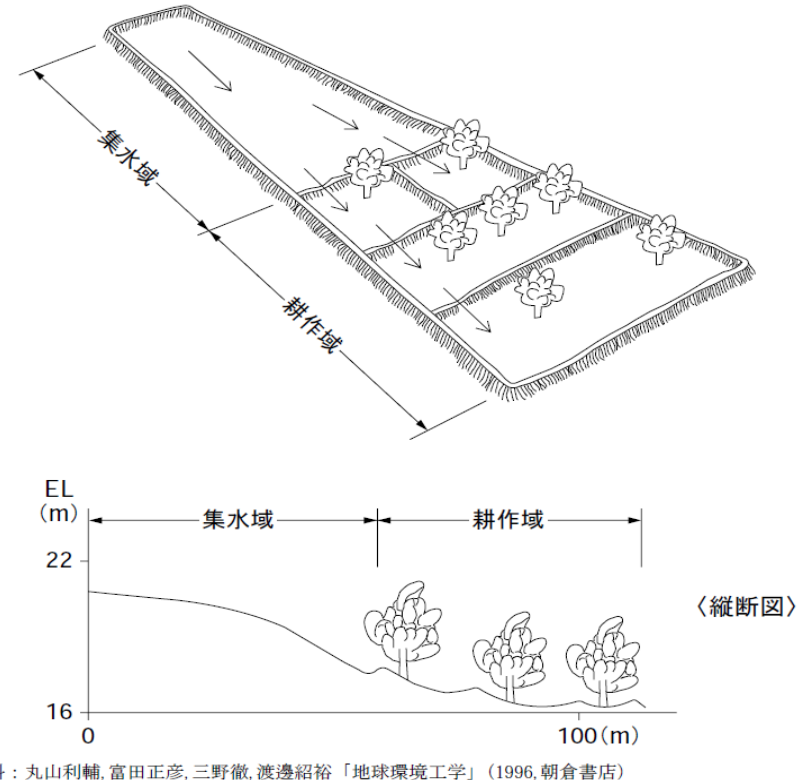 集水域
耕作域
EL
(m)
集水域
耕作域
22
〈縦断図〉
16
0
100(m)
：丸山利輔, 富田正彦, 三野徹, 渡邊紹裕「地球環境工学」(1996, 朝倉書店)